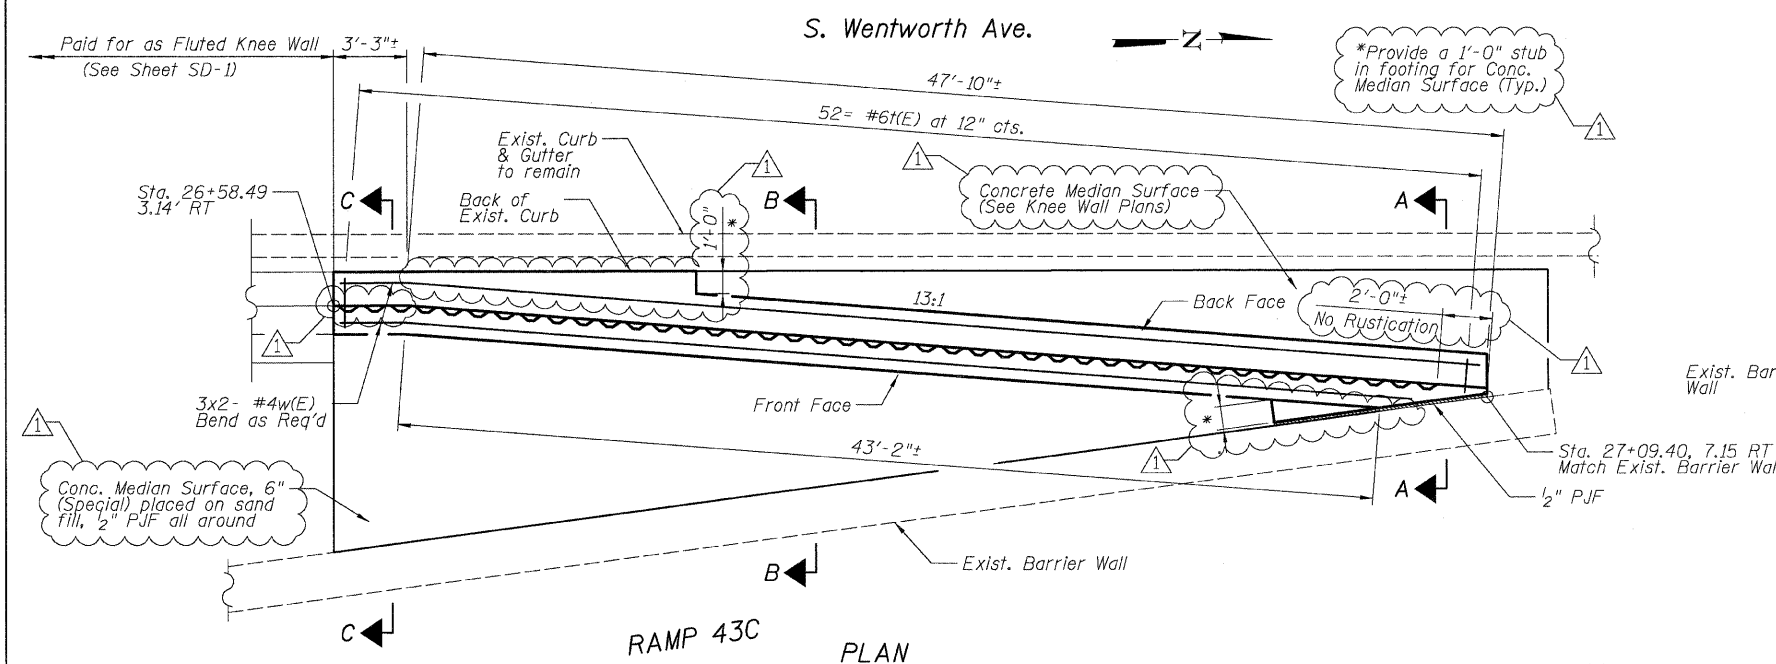 S. Wentworth Ave.
N
Paid for as Fluted Knee Wall
(See Sheet SD-1)
3'-3"±
47'-10"±
52= #6t(E) at 12" cts.
*Provide a 1'-0" stub
in footing for Conc.
Median Surface (Typ.)
1
Exist. Curb
& Gutter
to remain
1
1
Sta. 26+58.49
3.14' RT
C
Back of
Exist. Curb
1'-0"
*
B
Concrete Median Surface
(See Knee Wall Plans)
A
13:1
Back Face
2'-0"±
No Rustication
1
1
Exist. Bar
Wall
3x2- #4w(E)
Bend as Req'd
Front Face
*
1
43'-2"±
1
Sta. 27+09.40, 7.15 RT
Match Exist. Barrier Wal
A
1/2" PJF
Conc. Median Surface, 6"
(Special) placed on sand
fill, 1/2" PJF all around
B
Exist. Barrier Wall
C
RAMP 43C
PLAN